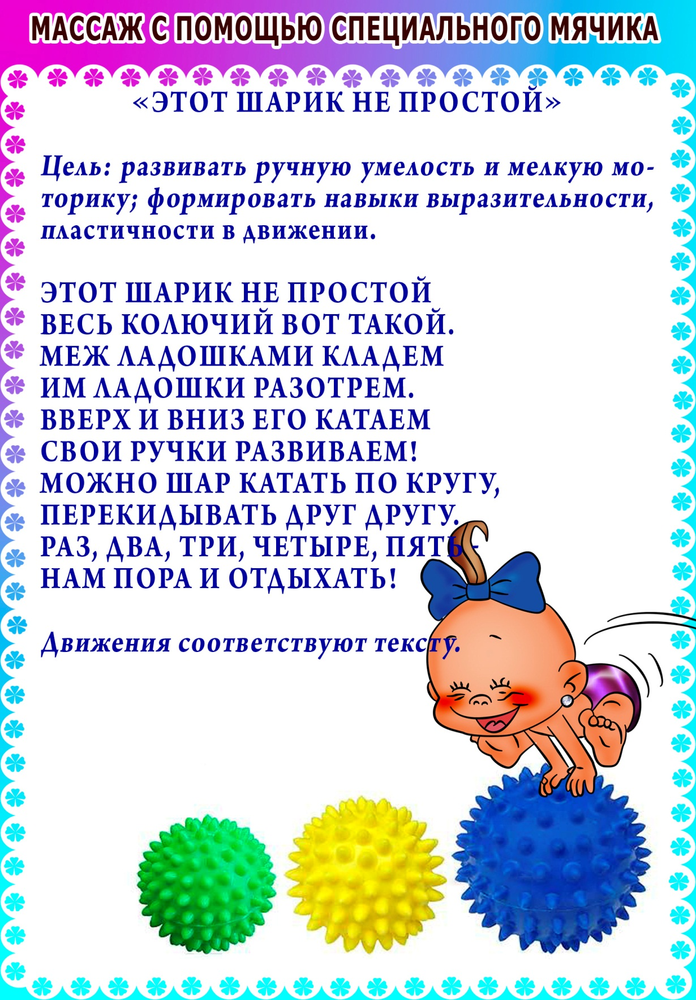 МАССАЖ С ПОМОЩЬЮ СПЕЦИАЛЬНОГО МЯЧИКА
«ЭТОТ ШАРИК НЕ ПРОСТОЙ»
Цель: развивать ручную умелость и мелкую мо-
торику; формировать навыки выразительности,
пластичности в движении.
ЭТОТ ШАРИК НЕ ПРОСТОЙ
ВЕСЬ КОЛЮЧИЙ ВОТ ТАКОЙ.
МЕЖ ЛАДОШКАМИ КЛАДЕМ
ИМ ЛАДОШКИ РАЗОТРЕМ.
ВВЕРХ И ВНИЗ ЕГО КАТАЕМ
СВОИ РУЧКИ РАЗВИВАЕМ!
МОЖНО ШАР КАТАТЬ ПО КРУГУ,
ПЕРЕКИДЫВАТЬ ДРУГ ДРУГУ.
РАЗ, ДВА, ТРИ, ЧЕТЫРЕ, ПЯТЬ -
НАМ ПОРА И ОТДЫХАТЬ!
Движения соответствуют тексту.